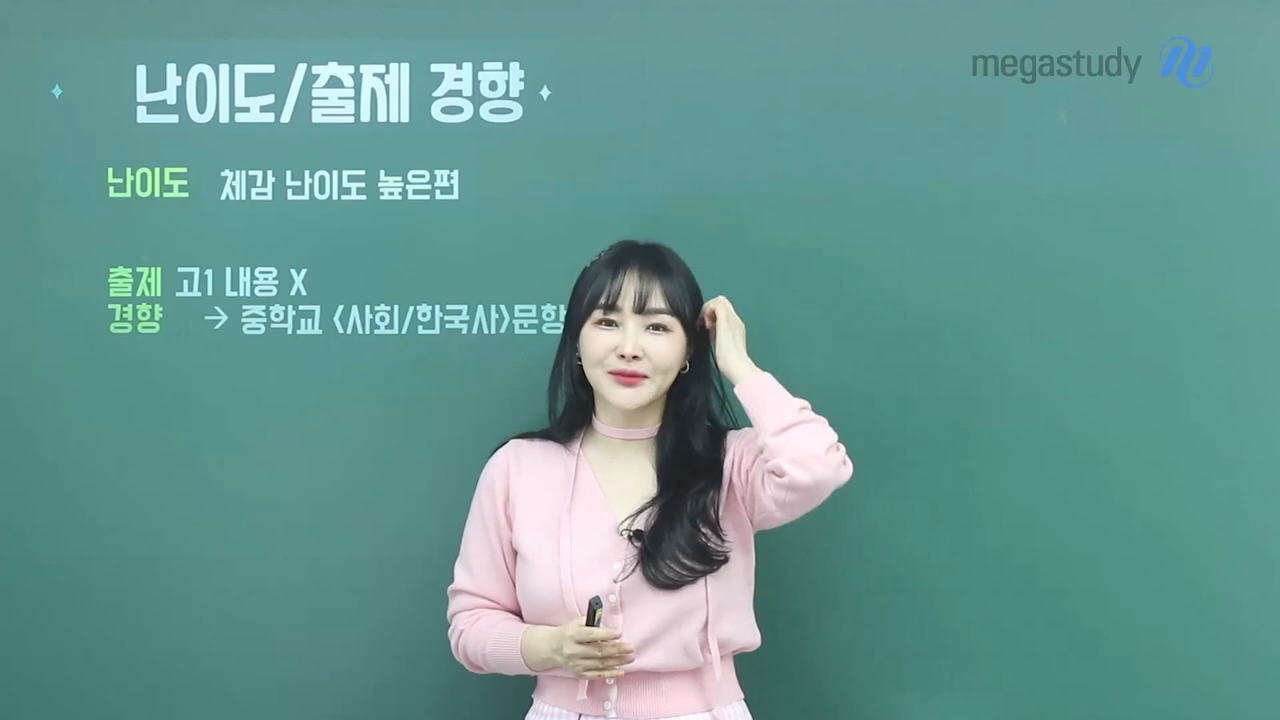 megastudy
난이도/출제 경향
난이도 체감 난이도 높은편
출제 고1 내용 X
경향 → 중학교 <사회/한국사>문항